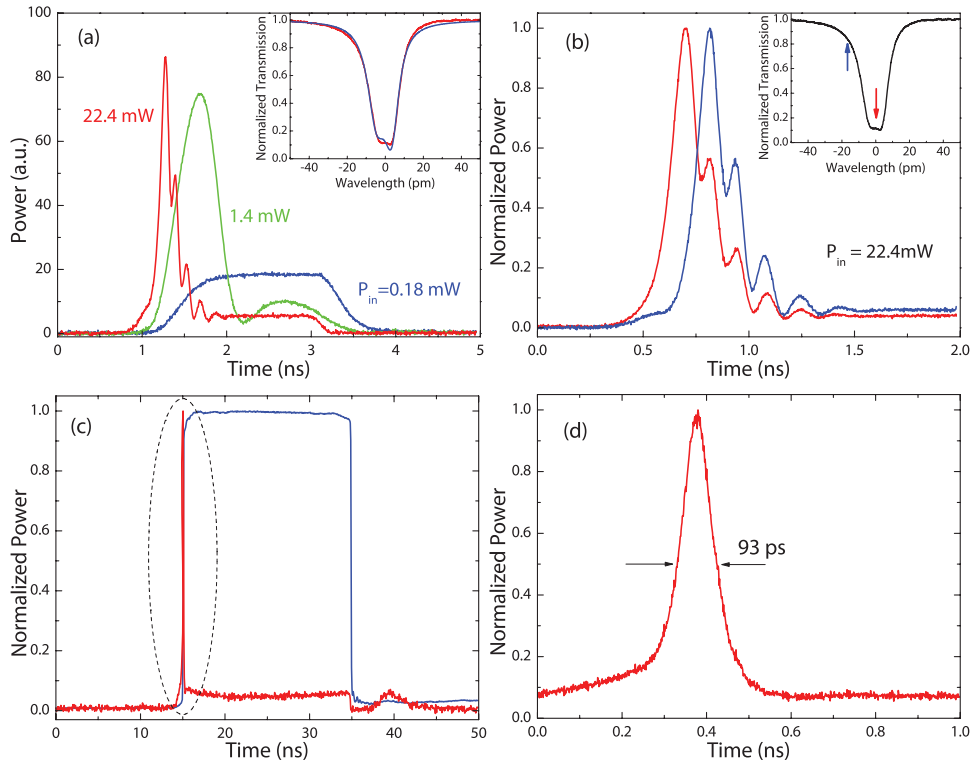 (a)
22.4 mW
1.4 mW
P_in=0.18 mW
Power (a.u.)
100
80
60
40
20
0
0 1 2 3 4 5
Time (ns)
Normalized Transmission
1.0
0.8
0.6
0.4
0.2
0.0
-40 -20 0 20 40
Wavelength (pm)
(b)
P_in = 22.4mW
Normalized Power
1.0
0.8
0.6
0.4
0.2
0.0
0.0 0.5 1.0 1.5 2.0
Time (ns)
Normalized Transmission
1.0
0.8
0.6
0.4
0.2
0.0
-40 -20 0 20 40
Wavelength (pm)
(c)
Normalized Power
1.0
0.8
0.6
0.4
0.2
0.0
0 10 20 30 40 50
Time (ns)
(d)
93 ps
Normalized Power
1.0
0.8
0.6
0.4
0.2
0.0
0.0 0.2 0.4 0.6 0.8 1.0
Time (ns)